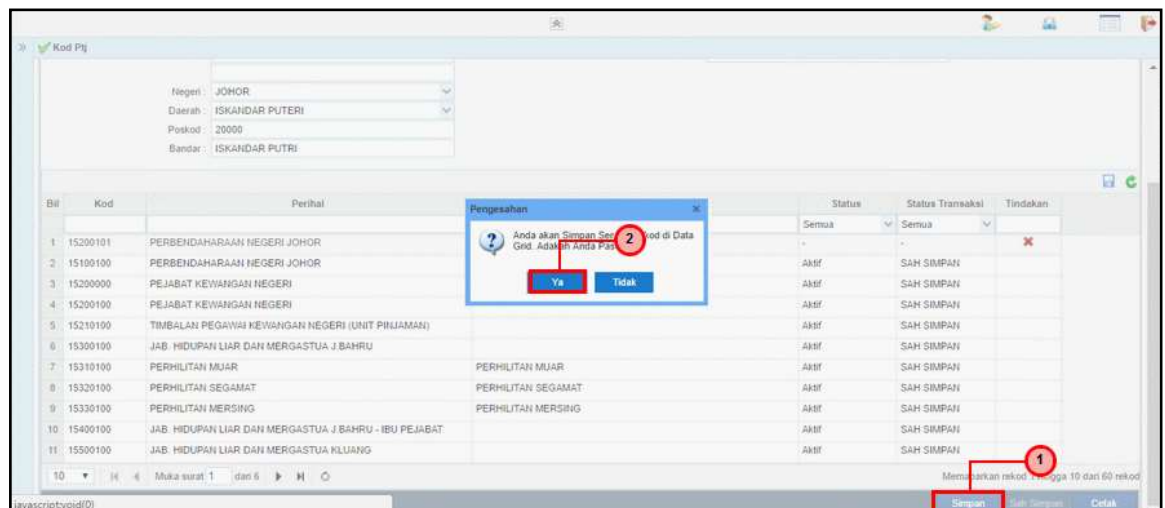 Kod Ptj
Negeri : JOHOR
Daerah : ISKANDAR PUTERI
Poskod : 20000
Bandar : ISKANDAR PUTRI
Bil Kod Perihal Status Status Transaksi Tindakan
Semua Semua
1 15200101 PERBENDAHARAAN NEGERI JOHOR - -
2 15100100 PERBENDAHARAAN NEGERI JOHOR Aktif SAH SIMPAN
3 15200000 PEJABAT KEWANGAN NEGERI Aktif SAH SIMPAN
4 15200100 PEJABAT KEWANGAN NEGERI Aktif SAH SIMPAN
5 15210100 TIMBALAN PEGAWAI KEWANGAN NEGERI (UNIT PINJAMAN) Aktif SAH SIMPAN
6 15300100 JAB. HIDUPAN LIAR DAN MERGASTUA J.BAHRU Aktif SAH SIMPAN
7 15310100 PERHILITAN MUAR PERHILITAN MUAR Aktif SAH SIMPAN
8 15320100 PERHILITAN SEGAMAT PERHILITAN SEGAMAT Aktif SAH SIMPAN
9 15330100 PERHILITAN MERSING PERHILITAN MERSING Aktif SAH SIMPAN
10 15400100 JAB. HIDUPAN LIAR DAN MERGASTUA J.BAHRU - IBU PEJABAT Aktif SAH SIMPAN
11 15500100 JAB. HIDUPAN LIAR DAN MERGASTUA KLUANG Aktif SAH SIMPAN
Pengesahan
Anda akan Simpan di Data
Grid. Adakah Anda
2
Ya Tidak
1
10 Muka surat 1 dari 6 rekod 10 dari 60 rekod
javascript:void(0) Simpan Sah Simpan Cetak